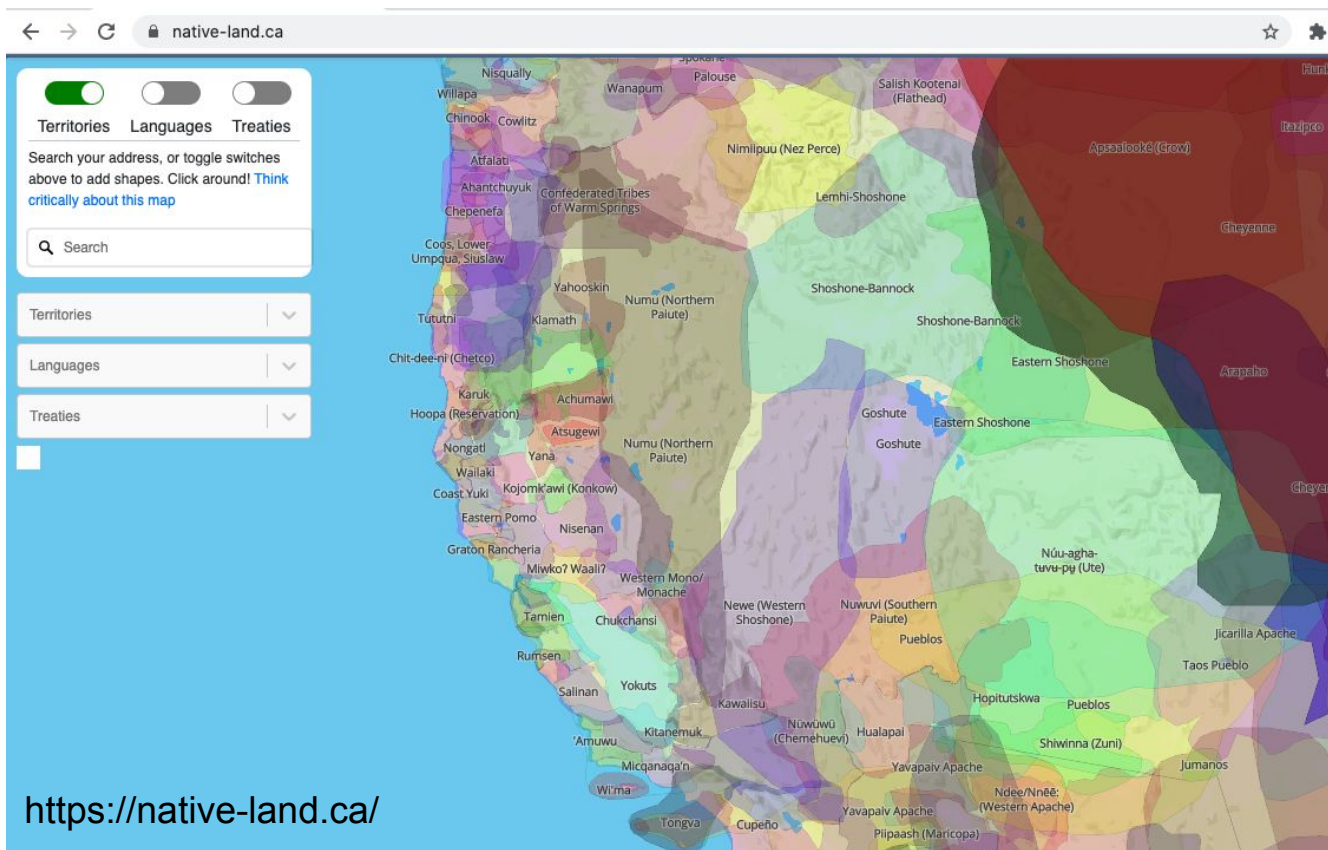 native-land.ca
Territories Languages Treaties
Search your address, or toggle switches
above to add shapes. Click around! Think
critically about this map
Search
Territories
Languages
Treaties
Spokane
Nisqually
Palouse
Wanapum
Willapa
Salish Kootenai
(Flathead)
Chinook
Cowlitz
Itazipco
Nimíipuu (Nez Perce)
Apsaalooké (Crow)
Atfalati
Ahantchuyuk
Confederated Tribes
of Warm Springs
Lemhi-Shoshone
Chepenefa
Cheyenne
Coos, Lower
Umpqua, Siuslaw
Yahooskin
Numu (Northern
Paiute)
Shoshone-Bannock
Tututni
Klamath
Shoshone-Bannock
Chit-dee-ni (Chetco)
Eastern Shoshone
Arapaho
Karuk
Achumawi
Hoopa (Reservation)
Goshute
Atsugewi
Eastern Shoshone
Nongatl
Yana
Numu (Northern
Paiute)
Goshute
Wailaki
Coast Yuki
Kojomk'awi (Konkow)
Eastern Pomo
Nisenan
Graton Rancheria
Miwko? Waali?
Western Mono/
Monache
Núu-agha-
tʉvʉ-pʉ̱ (Ute)
Tamien
Chukchansi
Newe (Western
Shoshone)
Nuwuvi (Southern
Paiute)
Pueblos
Jicarilla Apache
Rumsen
Taos Pueblo
Salinan
Yokuts
Kawaiisu
Hopitutskwa
Pueblos
'Amuwu
Kitanemuk
Nüwüwü
(Chemehuevi)
Hualapai
Shiwinna (Zuni)
Micqanaqa'n
Yavapaiv Apache
Jumanos
Wi'ma
Ndee/Nnēē:
(Western Apache)
Tongva
Cupeño
Yavapaiv Apache
Piipaash (Maricopa)
https://native-land.ca/